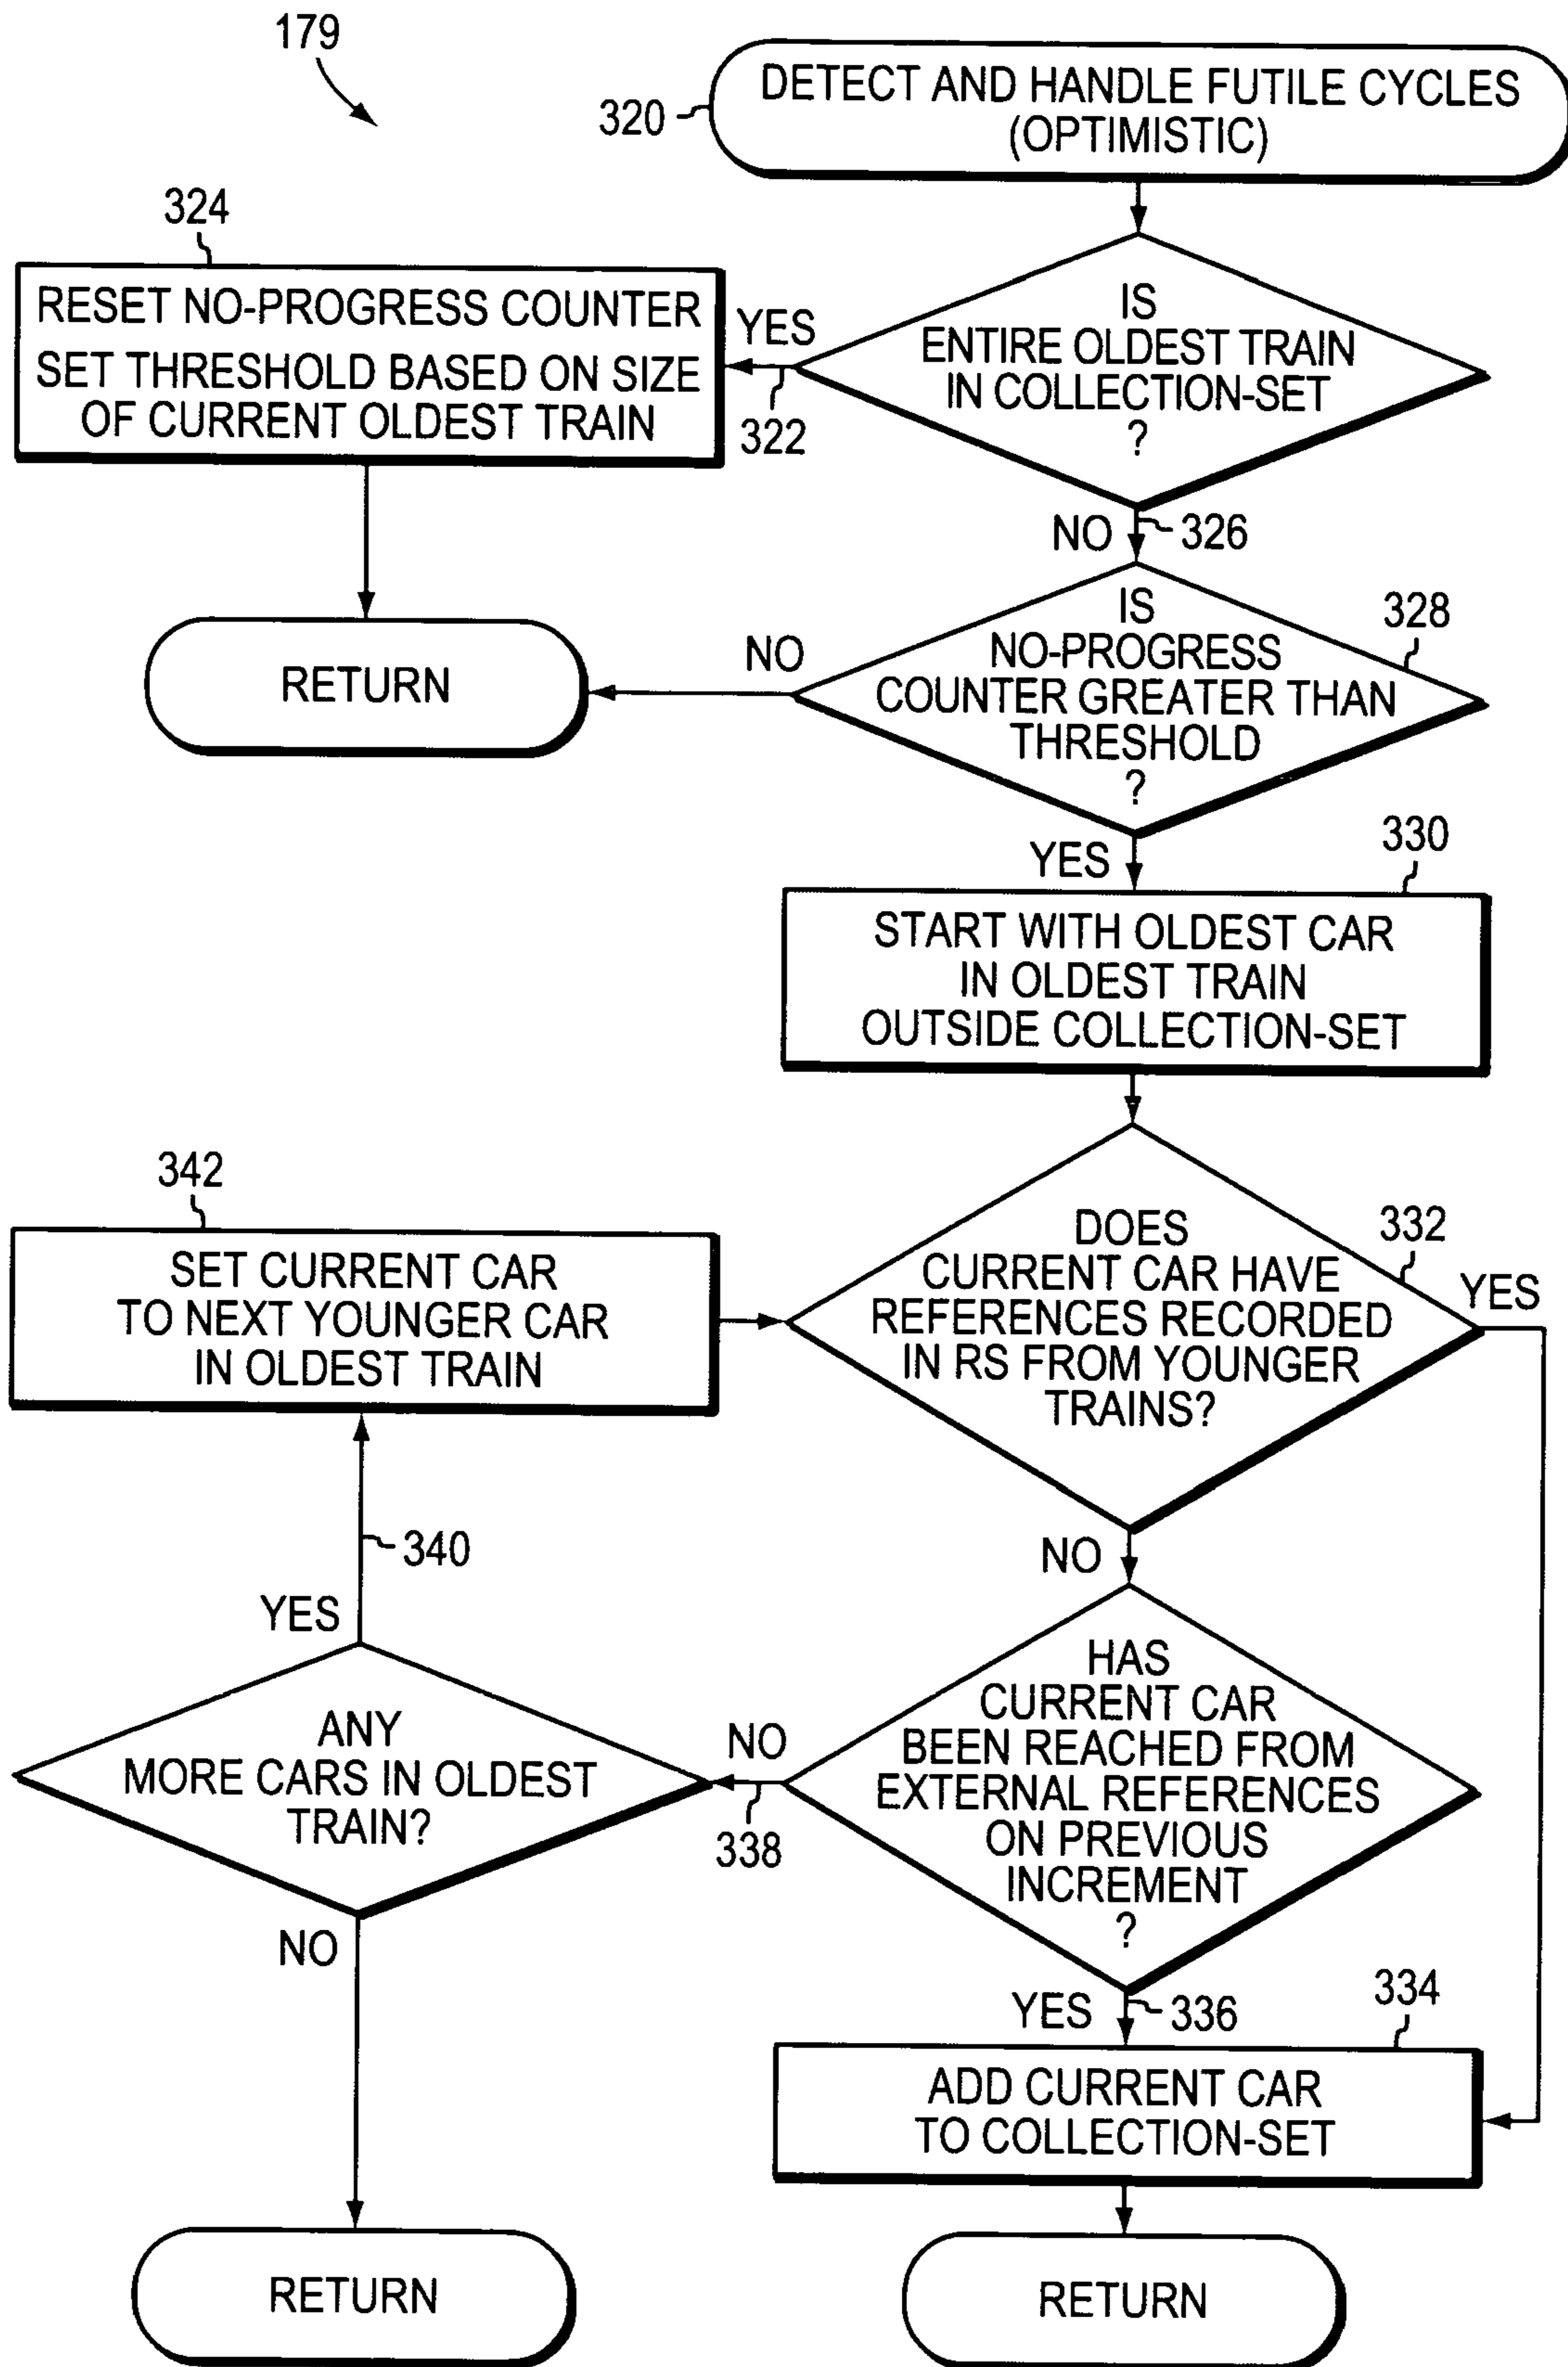 179
320
DETECT AND HANDLE FUTILE CYCLES
(OPTIMISTIC)
324
RESET NO-PROGRESS COUNTER
SET THRESHOLD BASED ON SIZE
OF CURRENT OLDEST TRAIN
YES
322
IS
ENTIRE OLDEST TRAIN
IN COLLECTION-SET
?
NO
326
RETURN
NO
IS
NO-PROGRESS
COUNTER GREATER THAN
THRESHOLD
?
328
YES
330
START WITH OLDEST CAR
IN OLDEST TRAIN
OUTSIDE COLLECTION-SET
342
SET CURRENT CAR
TO NEXT YOUNGER CAR
IN OLDEST TRAIN
DOES
CURRENT CAR HAVE
REFERENCES RECORDED
IN RS FROM YOUNGER
TRAINS?
332
YES
340
YES
NO
ANY
MORE CARS IN OLDEST
TRAIN?
NO
338
HAS
CURRENT CAR
BEEN REACHED FROM
EXTERNAL REFERENCES
ON PREVIOUS
INCREMENT
?
NO
YES
336
334
ADD CURRENT CAR
TO COLLECTION-SET
RETURN
RETURN